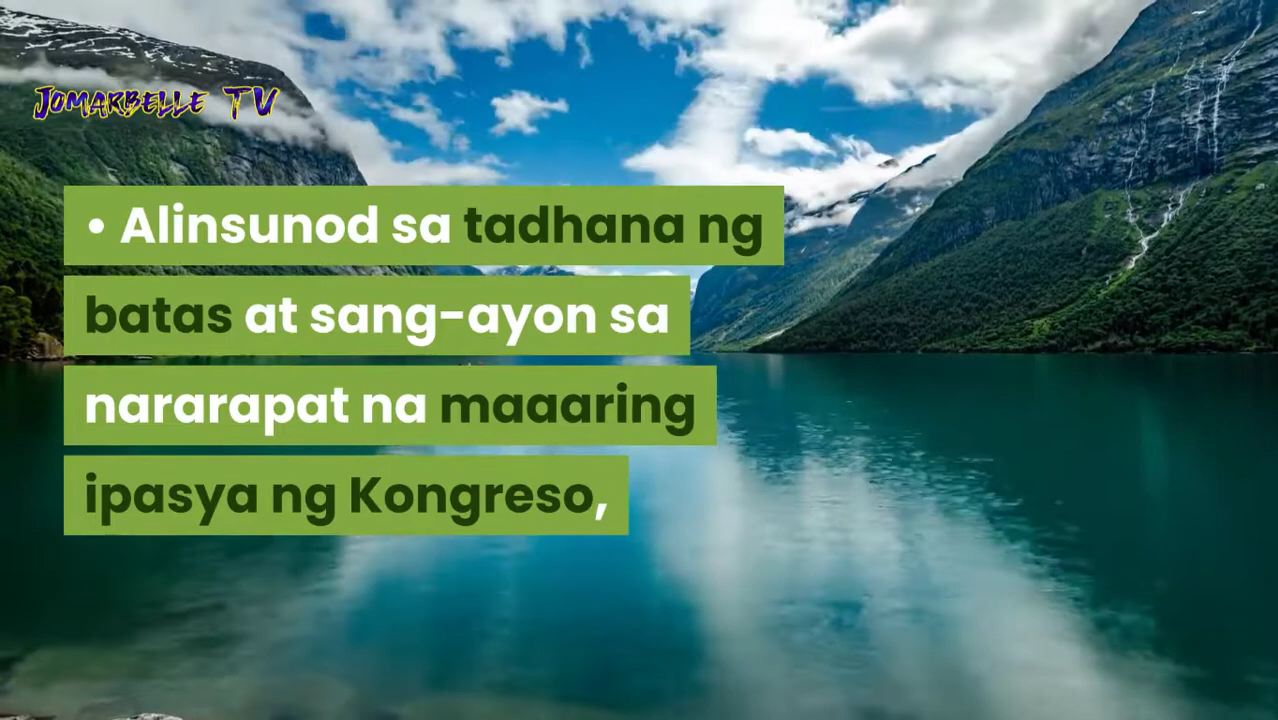 JOMARBELLE TV
• Alinsunod sa tadhana ng
batas at sang-ayon sa
nararapat na maaaring
ipasya ng Kongreso,